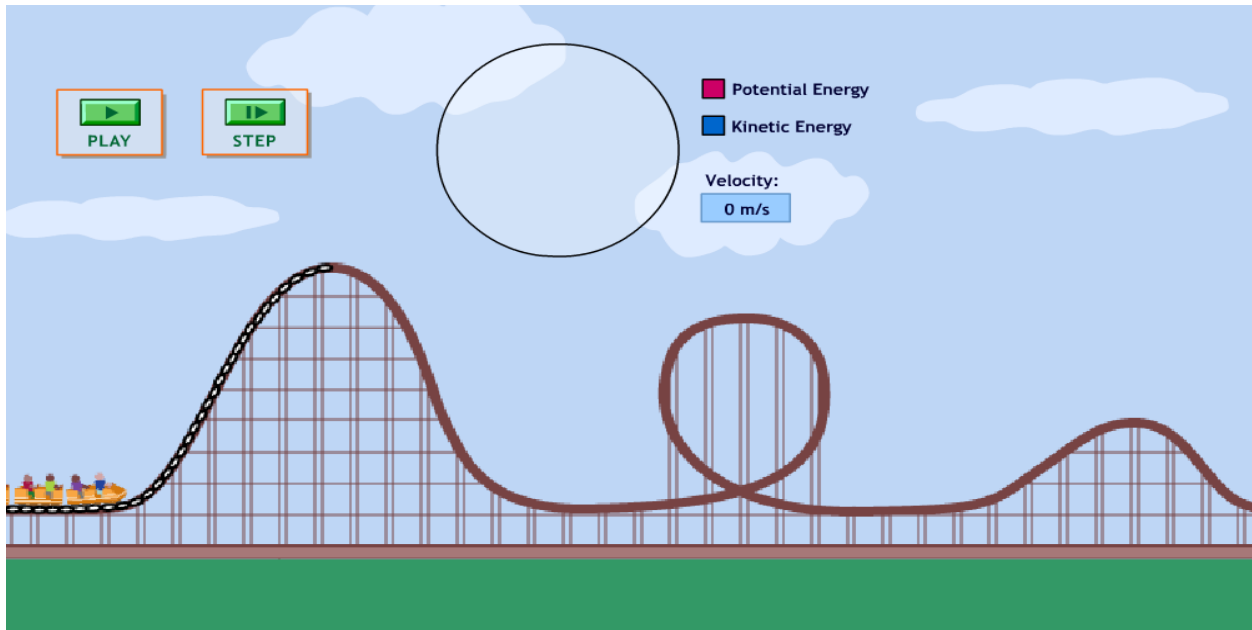 PLAY
STEP
Potential Energy
Kinetic Energy
Velocity:
0 m/s